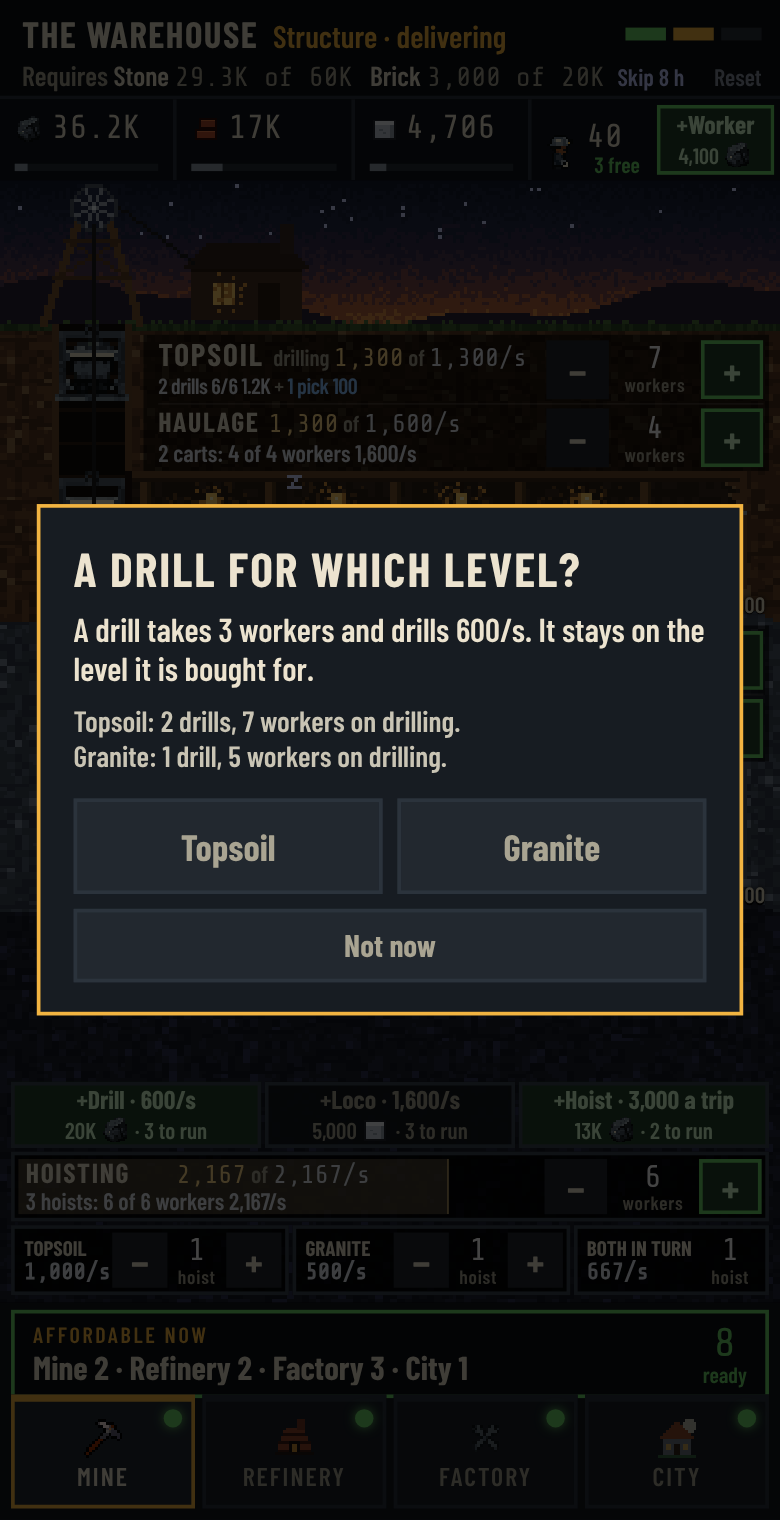 THE WAREHOUSE Structure · delivering
Requires Stone 29.3K of 60K Brick 3,000 of 20K Skip 8 h Reset
36.2K 17K 4,706 40 3 free
+Worker
4,100
TOPSOIL drilling 1,300 of 1,300/s
2 drills 6/6 1.2K + 1 pick 100
− 7 workers +
HAULAGE 1,300 of 1,600/s
2 carts: 4 of 4 workers 1,600/s
− 4 workers +
Z
A DRILL FOR WHICH LEVEL?
A drill takes 3 workers and drills 600/s. It stays on the
level it is bought for.
Topsoil: 2 drills, 7 workers on drilling.
Granite: 1 drill, 5 workers on drilling.
Topsoil Granite
Not now
00
00
+Drill · 600/s +Loco · 1,600/s +Hoist · 3,000 a trip
20K · 3 to run 5,000 · 3 to run 13K · 2 to run
HOISTING 2,167 of 2,167/s
3 hoists: 6 of 6 workers 2,167/s
− 6 workers +
TOPSOIL
1,000/s
− 1 hoist +
GRANITE
500/s
− 1 hoist +
BOTH IN TURN
667/s
1 hoist
AFFORDABLE NOW
Mine 2 · Refinery 2 · Factory 3 · City 1
8
ready
MINE REFINERY FACTORY CITY